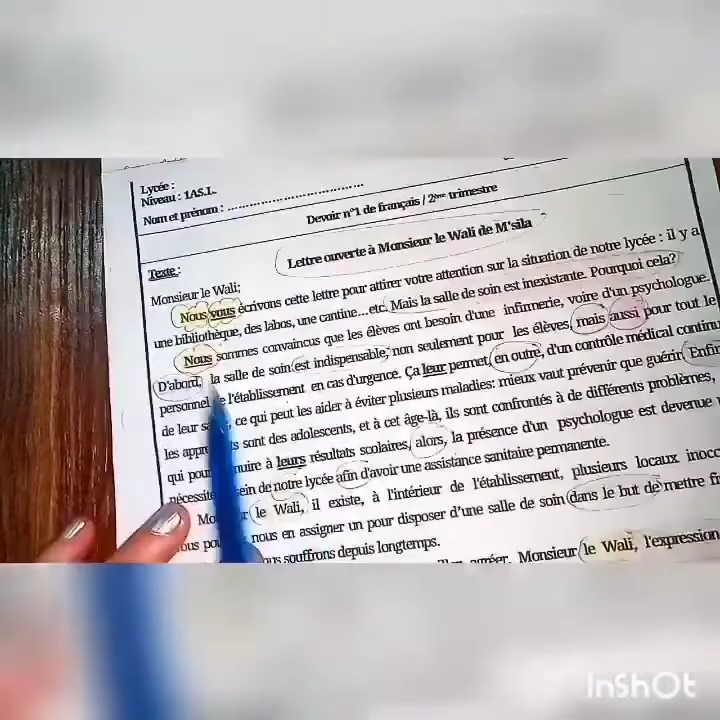 Lycée :
Niveau : 1AS.L.
Nom et prénom : ...................................
Devoir n°1 de français / 2ème trimestre
Lettre ouverte à Monsieur le Wali de M'sila
Texte :
Monsieur le Wali;
Nous vous écrivons cette lettre pour attirer votre attention sur la situation de notre lycée : il y a
une bibliothèque, des labos, une cantine…etc. Mais la salle de soin est inexistante. Pourquoi cela?
Nous sommes convaincus que les élèves ont besoin d'une infirmerie, voire d'un psychologue.
D'abord, la salle de soin est indispensable, non seulement pour les élèves, mais aussi pour tout le
personnel de l'établissement en cas d'urgence. Ça leur permet, en outre, d'un contrôle médical continu
de leur ce qui peut les aider à éviter plusieurs maladies: mieux vaut prévenir que guérir. Enfin
les sont des adolescents, et à cet âge-là, ils sont confrontés à de différents problèmes,
qui à leurs résultats scolaires, alors, la présence d'un psychologue est devenue
nécessité de notre lycée afin d'avoir une assistance sanitaire permanente.
le Wali, il existe, à l'intérieur de l'établissement, plusieurs locaux
nous en assigner un pour disposer d'une salle de soin dans le but de mettre
souffrons depuis longtemps.
Monsieur le Wali, l'expression
InShOt